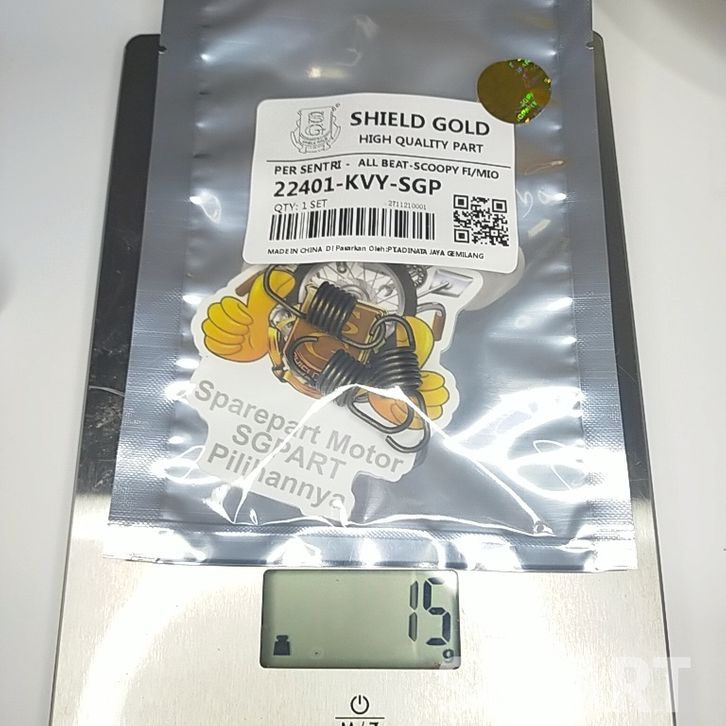 SHIELD GOLD
HIGH QUALITY PART
PER SENTRI - ALL BEAT-SCOOPY FI/MIO
22401-KVY-SGP
QTY: 1 SET
2711210001
MADE IN CHINA Di Pasarkan Oleh:PT.ADINATA JAYA GEMILANG
Sparepart Motor
SGPART
Pilihannya
15 g